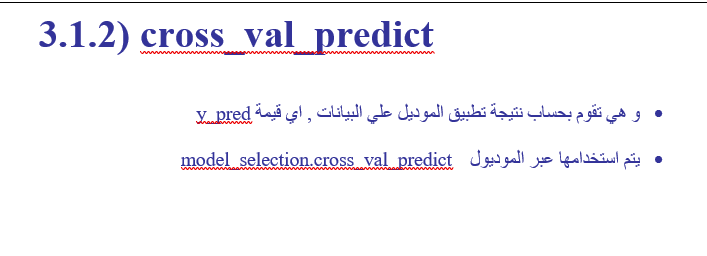 3.1.2) cross_val_predict
• و هي تقوم بحساب نتيجة تطبيق الموديل علي البيانات , اي قيمة y_pred
• يتم استخدامها عبر الموديول model_selection.cross_val_predict